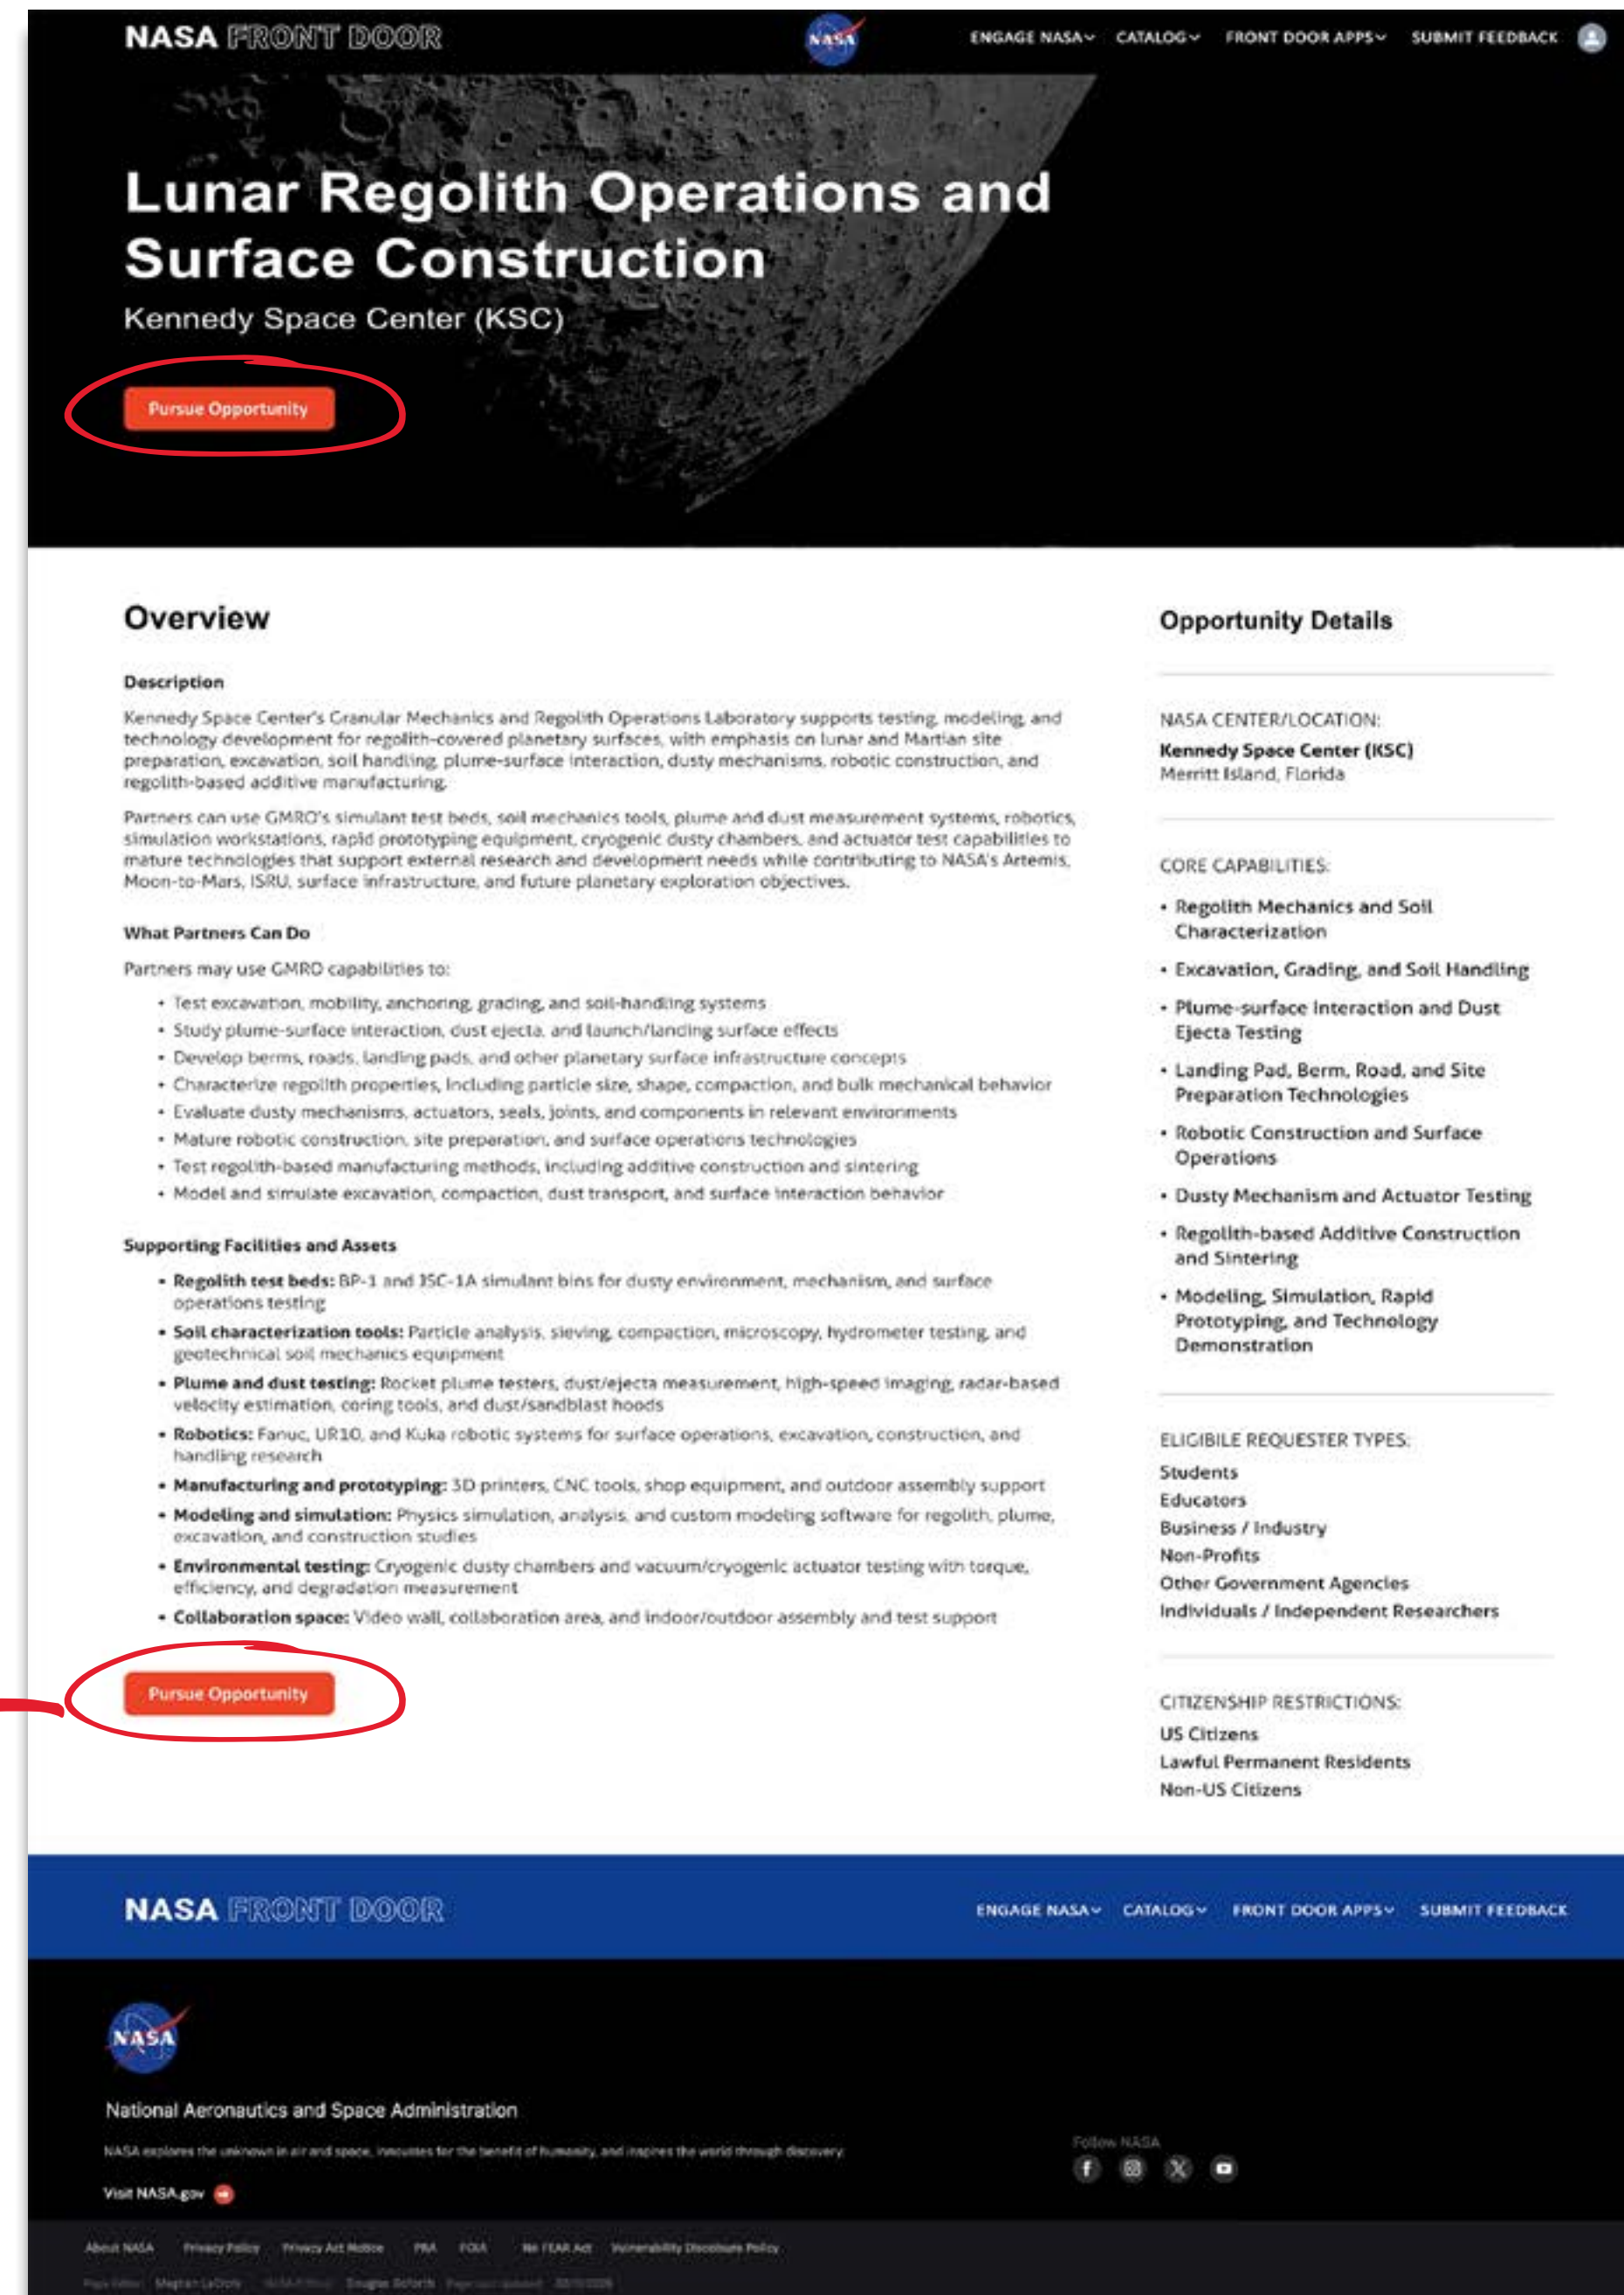 NASA FRONT DOOR
NASA
ENGAGE NASA CATALOG FRONT DOOR APPS SUBMIT FEEDBACK
Lunar Regolith Operations and
Surface Construction
Kennedy Space Center (KSC)
Pursue Opportunity
Overview
Description
Kennedy Space Center's Granular Mechanics and Regolith Operations Laboratory supports testing, modeling, and
technology development for regolith-covered planetary surfaces, with emphasis on lunar and Martian site
preparation, excavation, soil handling, plume-surface interaction, dusty mechanisms, robotic construction, and
regolith-based additive manufacturing.
Partners can use GMRO's simulant test beds, soil mechanics tools, plume and dust measurement systems, robotics,
simulation workstations, rapid prototyping equipment, cryogenic dusty chambers, and actuator test capabilities to
mature technologies that support external research and development needs while contributing to NASA's Artemis,
Moon-to-Mars, ISRU, surface infrastructure, and future planetary exploration objectives.
What Partners Can Do
Partners may use GMRO capabilities to:
• Test excavation, mobility, anchoring, grading, and soil-handling systems
• Study plume-surface interaction, dust ejecta, and launch/landing surface effects
• Develop berms, roads, landing pads, and other planetary surface infrastructure concepts
• Characterize regolith properties, including particle size, shape, compaction, and bulk mechanical behavior
• Evaluate dusty mechanisms, actuators, seals, joints, and components in relevant environments
• Mature robotic construction, site preparation, and surface operations technologies
• Test regolith-based manufacturing methods, including additive construction and sintering
• Model and simulate excavation, compaction, dust transport, and surface interaction behavior
Supporting Facilities and Assets
• Regolith test beds: BP-1 and JSC-1A simulant bins for dusty environment, mechanism, and surface
operations testing
• Soil characterization tools: Particle analysis, sieving, compaction, microscopy, hydrometer testing, and
geotechnical soil mechanics equipment
• Plume and dust testing: Rocket plume testers, dust/ejecta measurement, high-speed imaging, radar-based
velocity estimation, coring tools, and dust/sandblast hoods
• Robotics: Fanuc, UR10, and Kuka robotic systems for surface operations, excavation, construction, and
handling research
• Manufacturing and prototyping: 3D printers, CNC tools, shop equipment, and outdoor assembly support
• Modeling and simulation: Physics simulation, analysis, and custom modeling software for regolith, plume,
excavation, and construction studies
• Environmental testing: Cryogenic dusty chambers and vacuum/cryogenic actuator testing with torque,
efficiency, and degradation measurement
• Collaboration space: Video wall, collaboration area, and indoor/outdoor assembly and test support
Pursue Opportunity
Opportunity Details
NASA CENTER/LOCATION:
Kennedy Space Center (KSC)
Merritt Island, Florida
CORE CAPABILITIES:
• Regolith Mechanics and Soil
Characterization
• Excavation, Grading, and Soil Handling
• Plume-surface Interaction and Dust
Ejecta Testing
• Landing Pad, Berm, Road, and Site
Preparation Technologies
• Robotic Construction and Surface
Operations
• Dusty Mechanism and Actuator Testing
• Regolith-based Additive Construction
and Sintering
• Modeling, Simulation, Rapid
Prototyping, and Technology
Demonstration
ELIGIBILE REQUESTER TYPES:
Students
Educators
Business / Industry
Non-Profits
Other Government Agencies
Individuals / Independent Researchers
CITIZENSHIP RESTRICTIONS:
US Citizens
Lawful Permanent Residents
Non-US Citizens
NASA FRONT DOOR
ENGAGE NASA CATALOG FRONT DOOR APPS SUBMIT FEEDBACK
NASA
National Aeronautics and Space Administration
NASA explores the unknown in air and space, innovates for the benefit of humanity, and inspires the world through discovery.
Visit NASA.gov
Follow NASA
About NASA Privacy Policy Privacy Act Notice PRA FOIA No FEAR Act Vulnerability Disclosure Policy